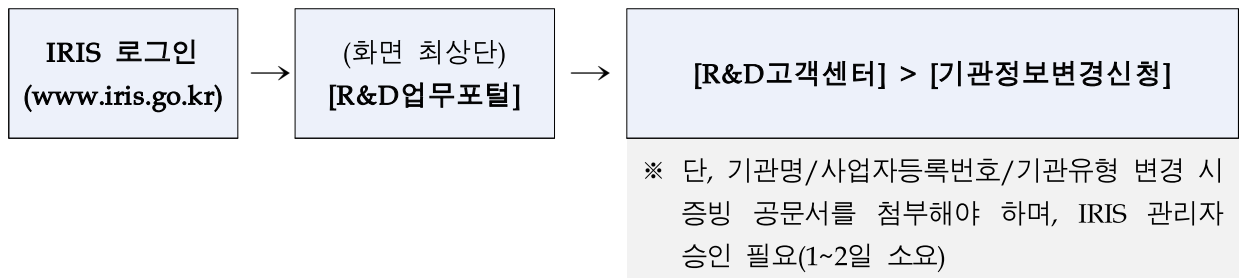 IRIS 로그인
(www.iris.go.kr)
→
(화면 최상단)
[R&D업무포털]
→
[R&D고객센터] > [기관정보변경신청]
※ 단, 기관명/사업자등록번호/기관유형 변경 시
증빙 공문서를 첨부해야 하며, IRIS 관리자
승인 필요(1~2일 소요)